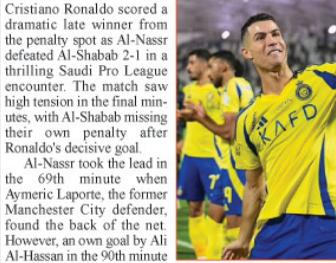 Cristiano Ronaldo scored a
dramatic late winner from
the penalty spot as Al-Nassr
defeated Al-Shabab 2-1 in a
thrilling Saudi Pro League
encounter. The match saw
high tension in the final min-
utes, with Al-Shabab missing
their own penalty after
Ronaldo's decisive goal.
Al-Nassr took the lead in
the 69th minute when
Aymeric Laporte, the former
Manchester City defender,
found the back of the net.
However, an own goal by Ali
Al-Hassan in the 90th minute
KAFD